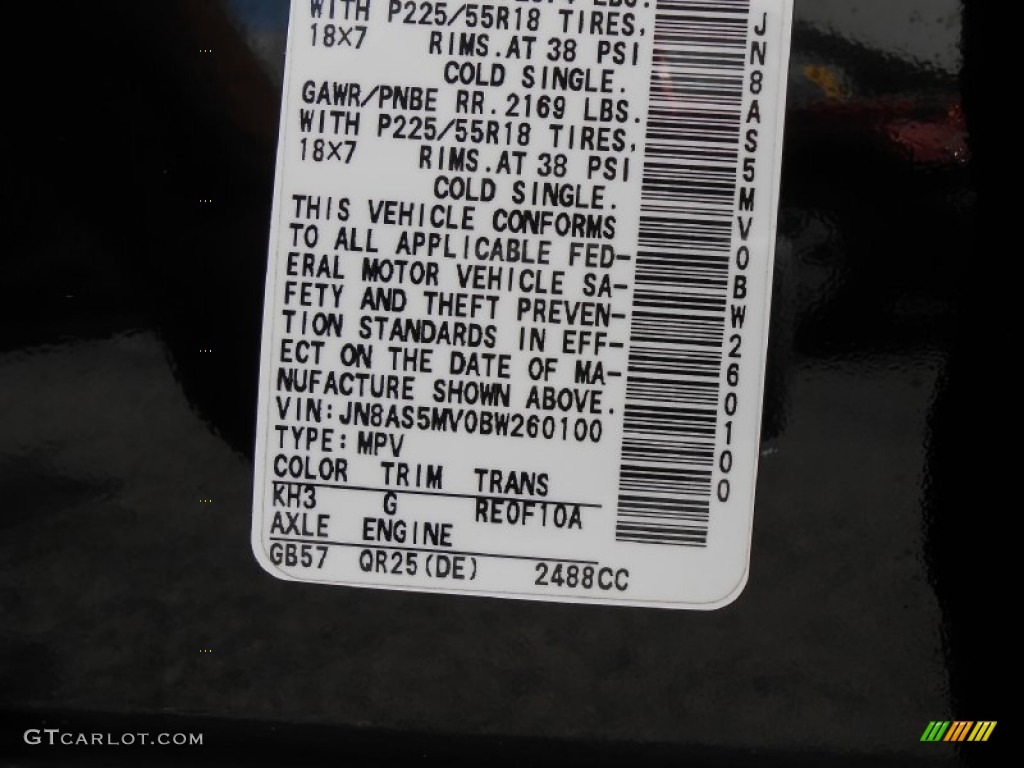 WITH P225/55R18 TIRES,
18X7 RIMS.AT 38 PSI
COLD SINGLE.
GAWR/PNBE RR.2169 LBS.
WITH P225/55R18 TIRES,
18X7 RIMS.AT 38 PSI
COLD SINGLE.
THIS VEHICLE CONFORMS
TO ALL APPLICABLE FED-
ERAL MOTOR VEHICLE SA-
FETY AND THEFT PREVEN-
TION STANDARDS IN EFF-
ECT ON THE DATE OF MA-
NUFACTURE SHOWN ABOVE.
VIN:JN8AS5MV0BW260100
TYPE:MPV
COLOR TRIM TRANS
KH3 G RE0F10A
AXLE ENGINE
GB57 QR25(DE) 2488CC
JN8AS5MV0BW260100
GTCARLOT.COM